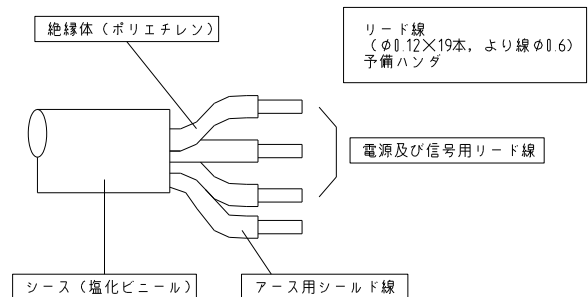 絶縁体（ポリエチレン）
リード線
（φ0.12×19本，より線φ0.6）
予備ハンダ
電源及び信号用リード線
シース（塩化ビニール）
アース用シールド線